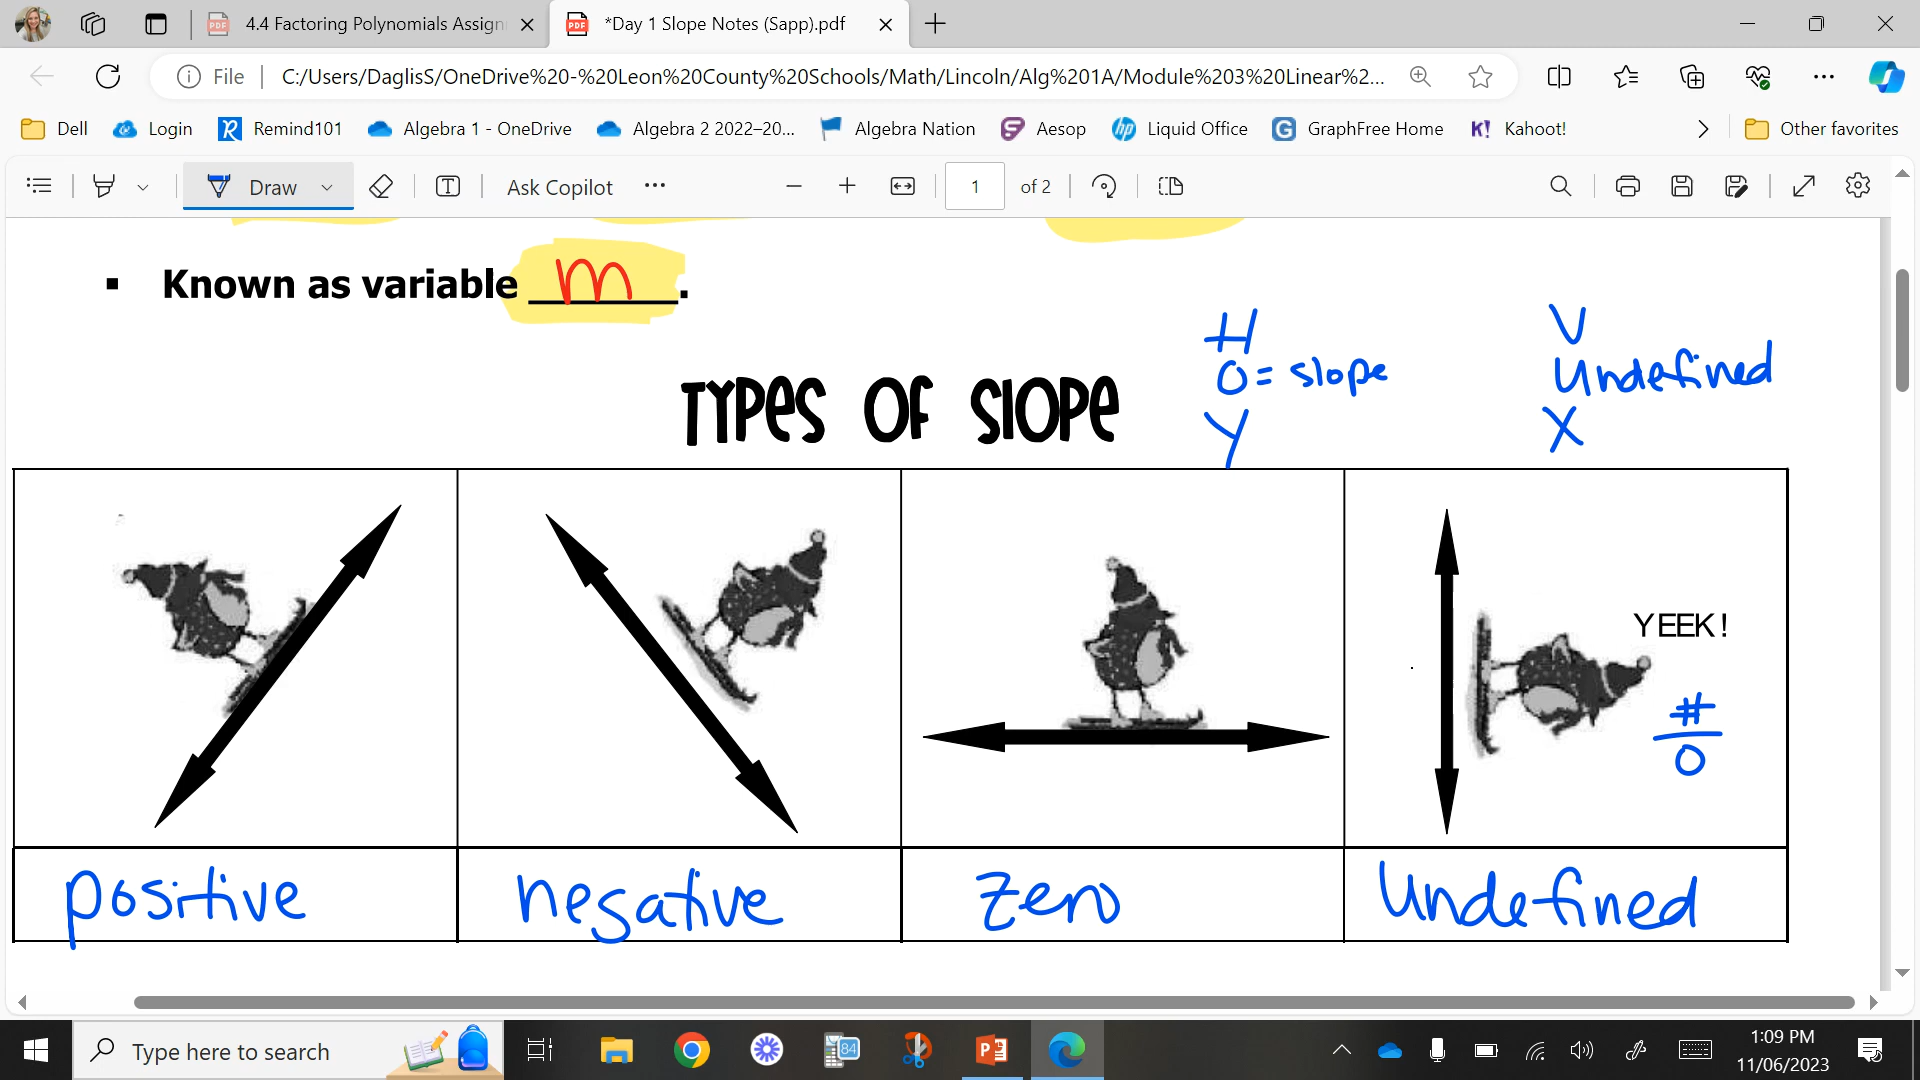 4.4 Factoring Polynomials Assign
*Day 1 Slope Notes (Sapp).pdf
File
C:/Users/DaglisS/OneDrive%20-%20Leon%20County%20Schools/Math/Lincoln/Alg%201A/Module%203%20Linear%2...
Dell Login Remind101 Algebra 1 - OneDrive Algebra 2 2022–20... Algebra Nation Aesop Liquid Office GraphFree Home K! Kahoot! Other favorites
Draw Ask Copilot ... 1 of 2
▪ Known as variable m.
H V
0 = slope Undefined
Y X
Types of Slope
YEEK!
#
0
positive negative zero Undefined
Type here to search
84
1:09 PM
11/06/2023